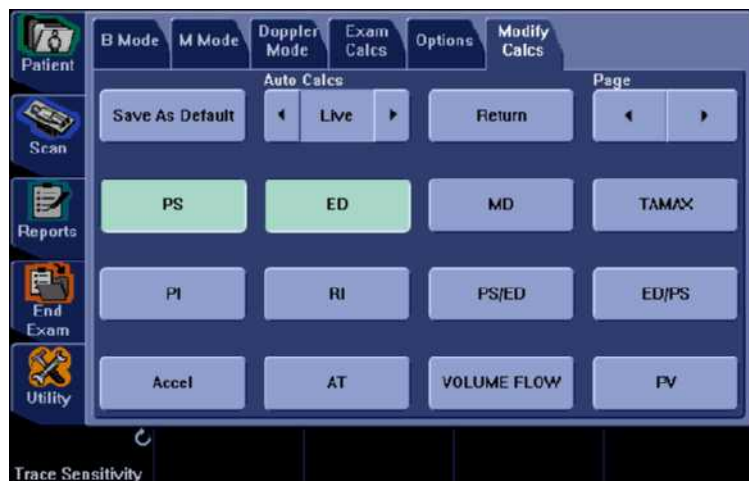 Patient
Scan
Reports
End
Exam
Utility
B Mode
M Mode
Doppler
Mode
Exam
Calcs
Options
Modify
Calcs
Auto Calcs
Page
Save As Default
Live
Return
PS
ED
MD
TAMAX
PI
RI
PS/ED
ED/PS
Accel
AT
VOLUME FLOW
PV
Trace Sensitivity